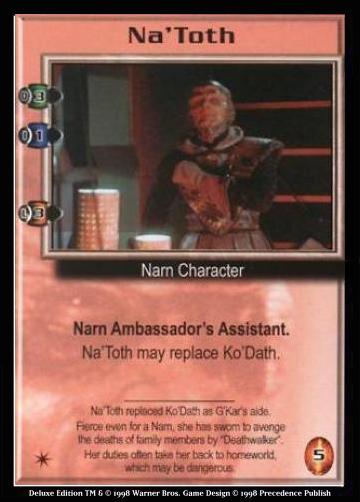 Na'Toth
D 3
D 1
L 3
Narn Character
Narn Ambassador's Assistant.
Na'Toth may replace Ko'Dath.
Na'Toth replaced Ko'Dath as G'Kar's aide.
Fierce even for a Narn, she has sworn to avenge
the deaths of family members by "Deathwalker".
Her duties often take her back to homeworld,
which may be dangerous.
5
Deluxe Edition TM & © 1998 Warner Bros. Game Design © 1998 Precedence Publish